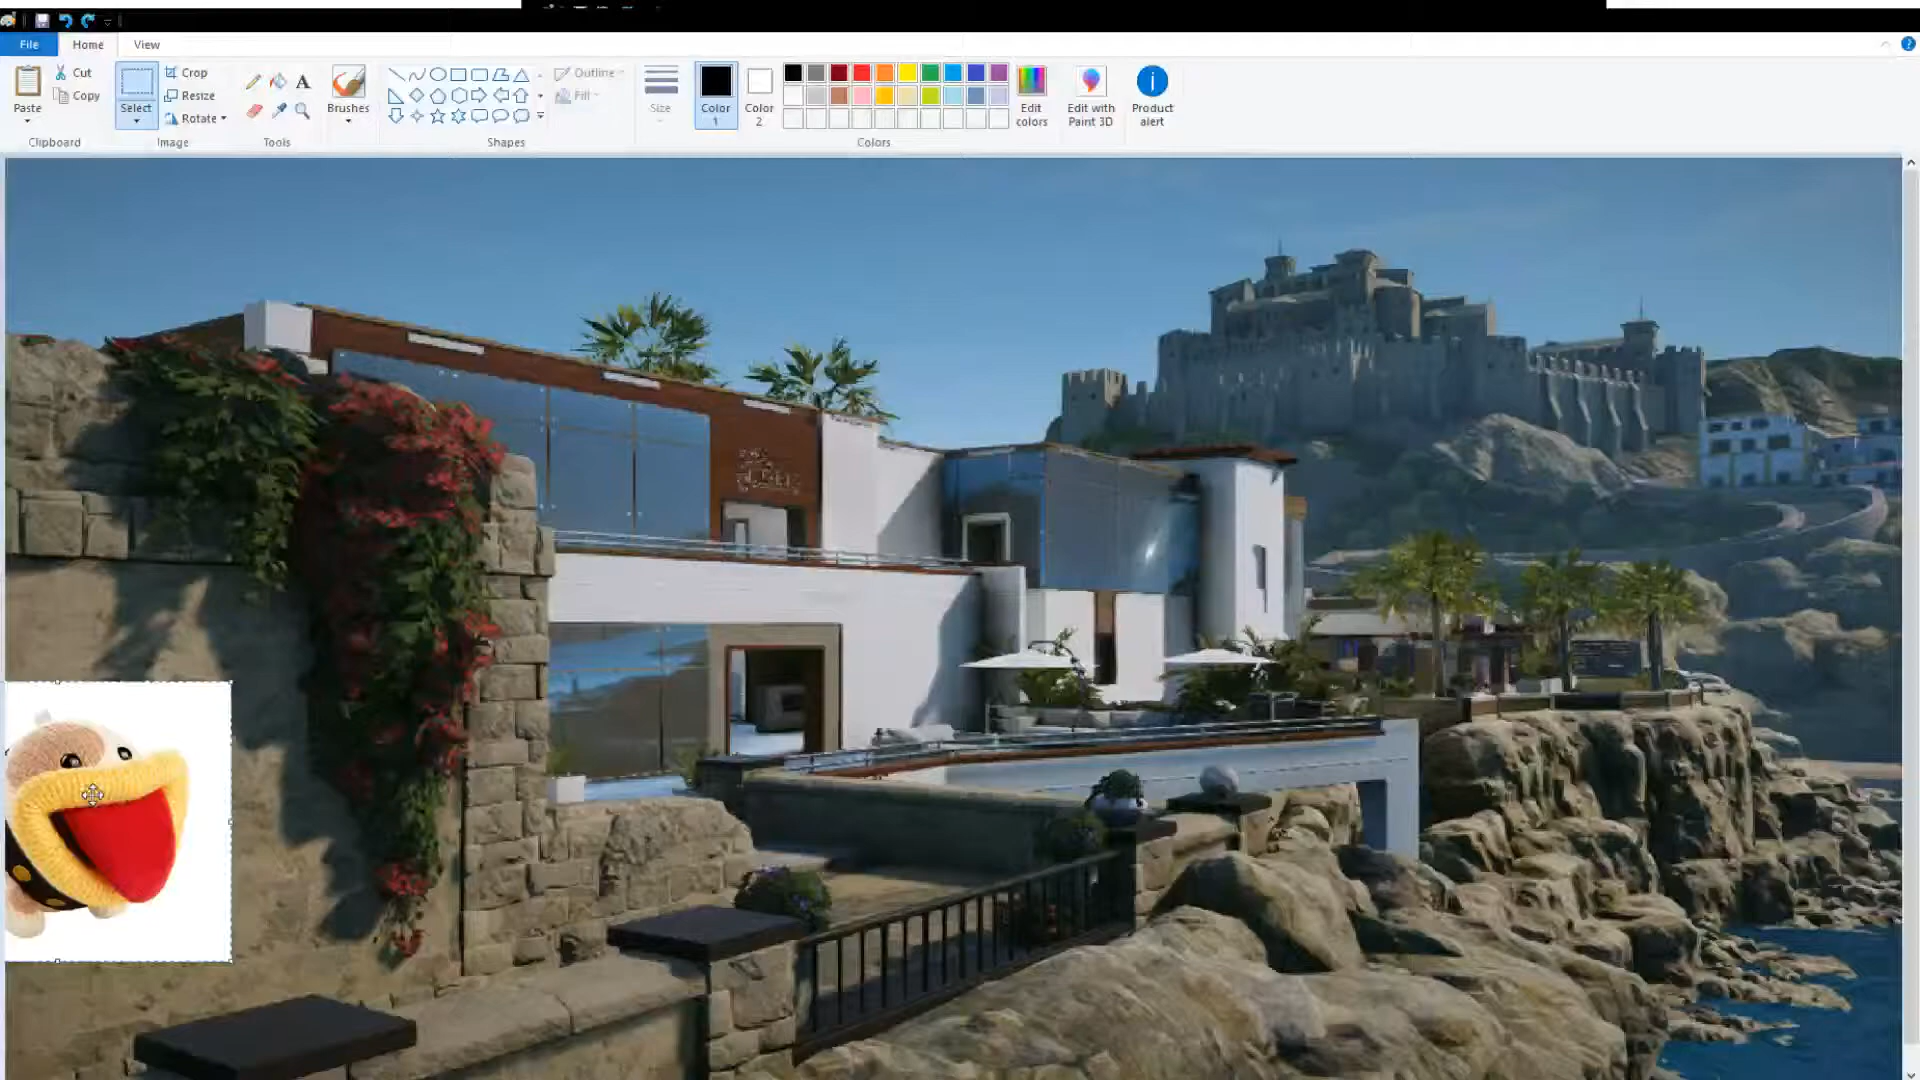 File Home View
Paste
Cut
Copy
Clipboard
Select
Crop
Resize
Rotate
Image
A
Tools
Brushes
Outline
Fill
Shapes
Size
Color
1
Color
2
Edit
colors
Colors
Edit with
Paint 3D
i
Product
alert
?